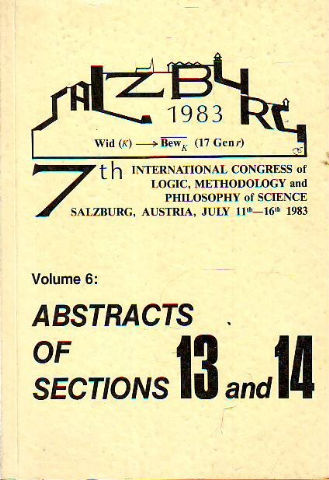 SALZBURG
1983
Wid (K) → B̅e̅w̅_K (17 Gen r)
7th INTERNATIONAL CONGRESS of
LOGIC, METHODOLOGY and
PHILOSOPHY of SCIENCE
SALZBURG, AUSTRIA, JULY 11th—16th 1983
Volume 6:
ABSTRACTS
OF
SECTIONS 13 and 14